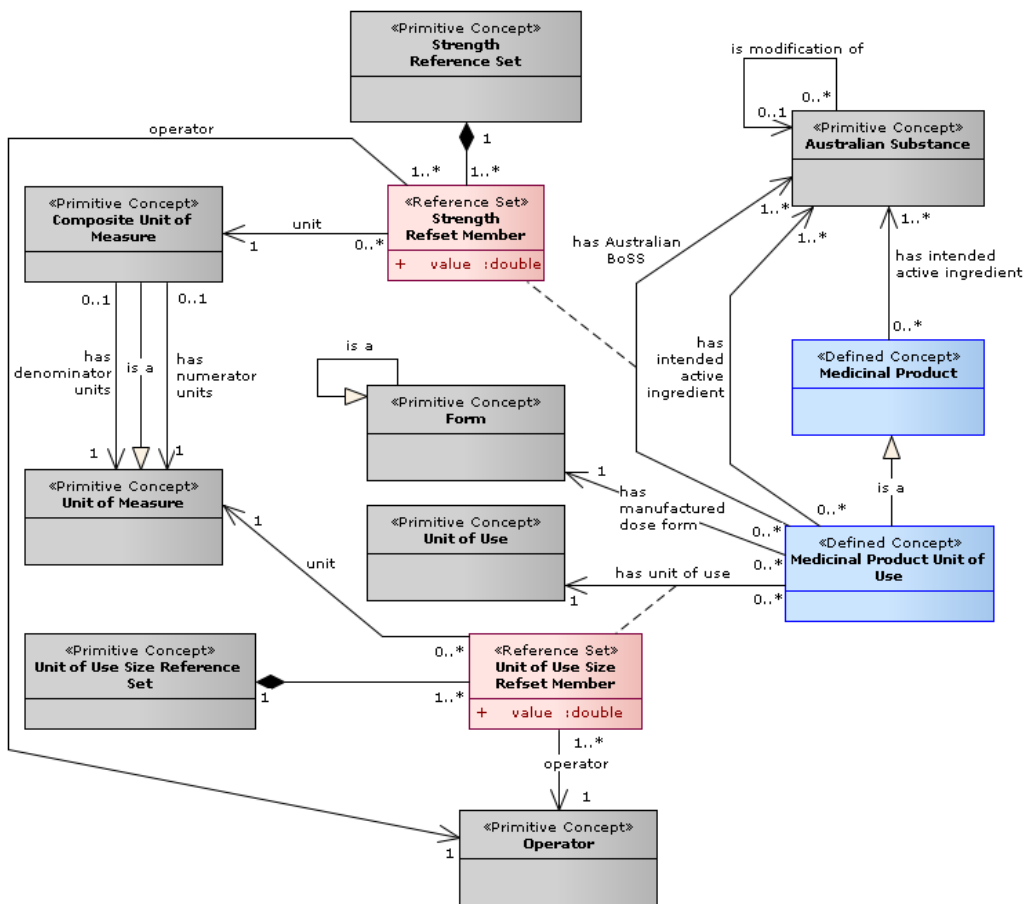 «Primitive Concept»
Strength
Reference Set
1
1..*
operator
1..*
is modification of
0..*
0..1
«Primitive Concept»
Australian Substance
1..*
1..*
1..*
«Primitive Concept»
Composite Unit of
Measure
unit
1
0..*
«Reference Set»
Strength
Refset Member
+ value :double
has Australian
BoSS
has intended
active ingredient
0..*
0..1
0..1
has
denominator
units
is a
has
numerator
units
1
1
is a
«Primitive Concept»
Form
has
intended
active
ingredient
«Defined Concept»
Medicinal Product
is a
«Primitive Concept»
Unit of Measure
1
1
has
manufactured
dose form
0..*
0..*
0..*
0..*
«Primitive Concept»
Unit of Use
1
has unit of use
«Defined Concept»
Medicinal Product Unit of
Use
unit
0..*
«Primitive Concept»
Unit of Use Size Reference
Set
1
1..*
«Reference Set»
Unit of Use Size
Refset Member
+ value :double
1..*
operator
1
1
«Primitive Concept»
Operator